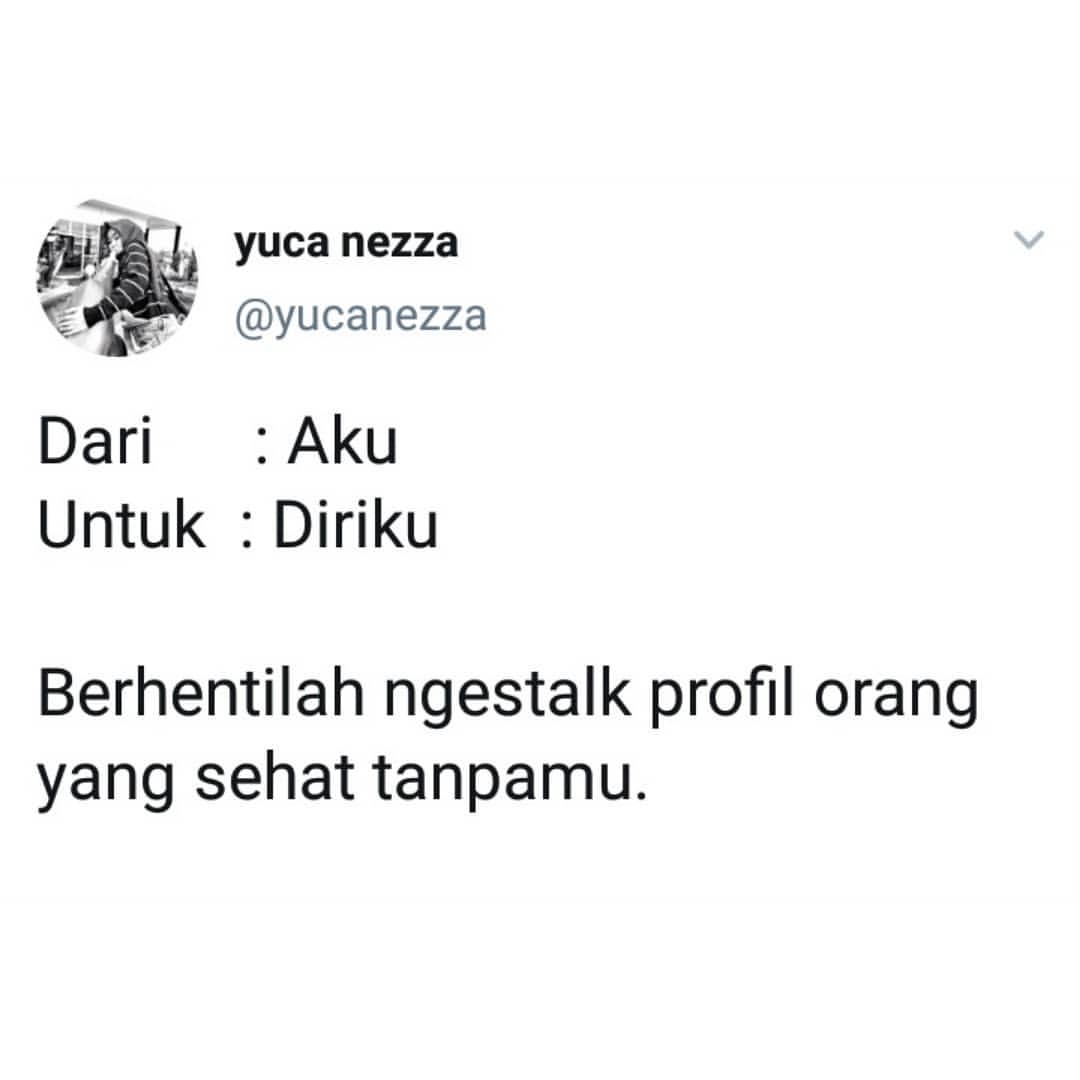 yuca nezza
@yucanezza
Dari : Aku
Untuk : Diriku
Berhentilah ngestalk profil orang
yang sehat tanpamu.